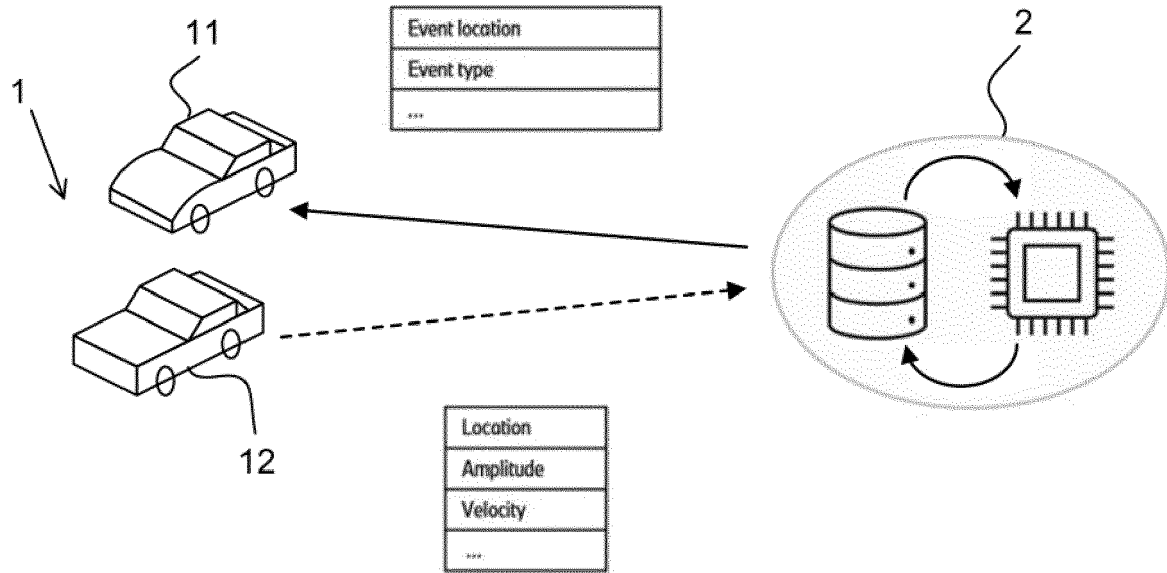 11
Event location
2
Event type
1
...
12
Location
Amplitude
Velocity
...